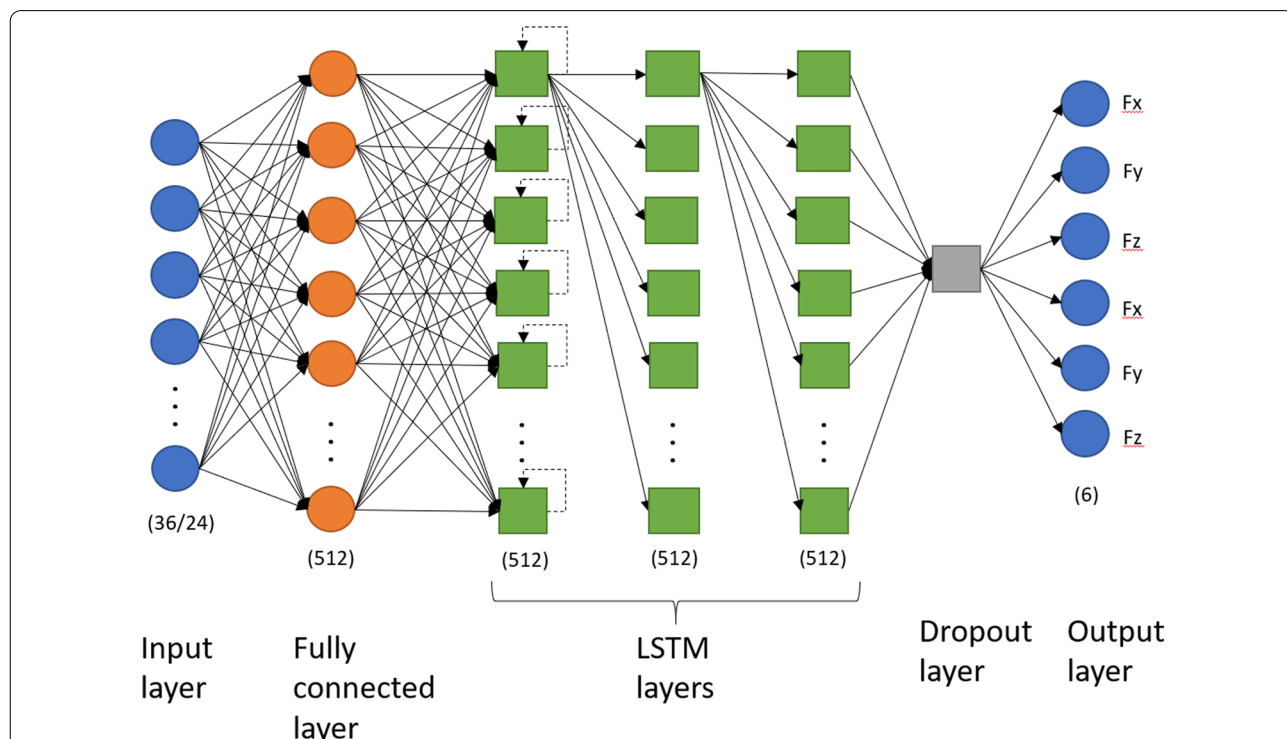 Fx
Fy
Fz
Fx
Fy
Fz
(36/24)
(512)
(512)
(512)
(512)
(6)
Input
layer
Fully
connected
layer
LSTM
layers
Dropout
layer
Output
layer